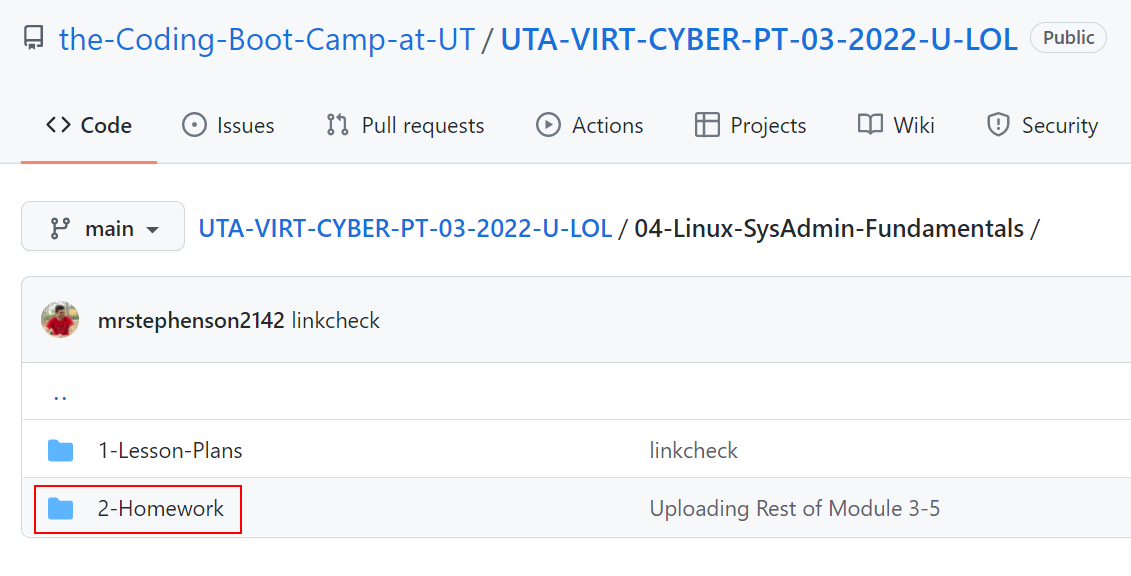 the-Coding-Boot-Camp-at-UT / UTA-VIRT-CYBER-PT-03-2022-U-LOL Public
Code Issues Pull requests Actions Projects Wiki Security
main UTA-VIRT-CYBER-PT-03-2022-U-LOL / 04-Linux-SysAdmin-Fundamentals /
mrstephenson2142 linkcheck
..
1-Lesson-Plans linkcheck
2-Homework Uploading Rest of Module 3-5